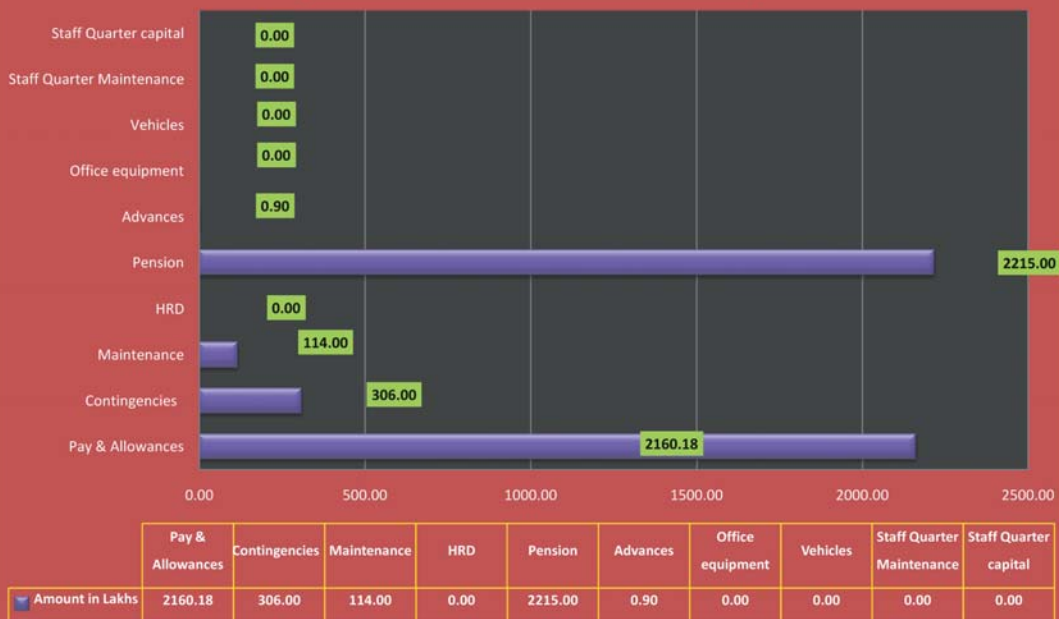 Staff Quarter capital
0.00
Staff Quarter Maintenance
0.00
Vehicles
0.00
Office equipment
0.00
Advances
0.90
Pension
2215.00
HRD
0.00
Maintenance
114.00
Contingencies
306.00
Pay & Allowances
2160.18
0.00 500.00 1000.00 1500.00 2000.00 2500.00
Pay & Allowances Contingencies Maintenance HRD Pension Advances Office equipment Vehicles Staff Quarter Maintenance Staff Quarter capital
Amount in Lakhs 2160.18 306.00 114.00 0.00 2215.00 0.90 0.00 0.00 0.00 0.00